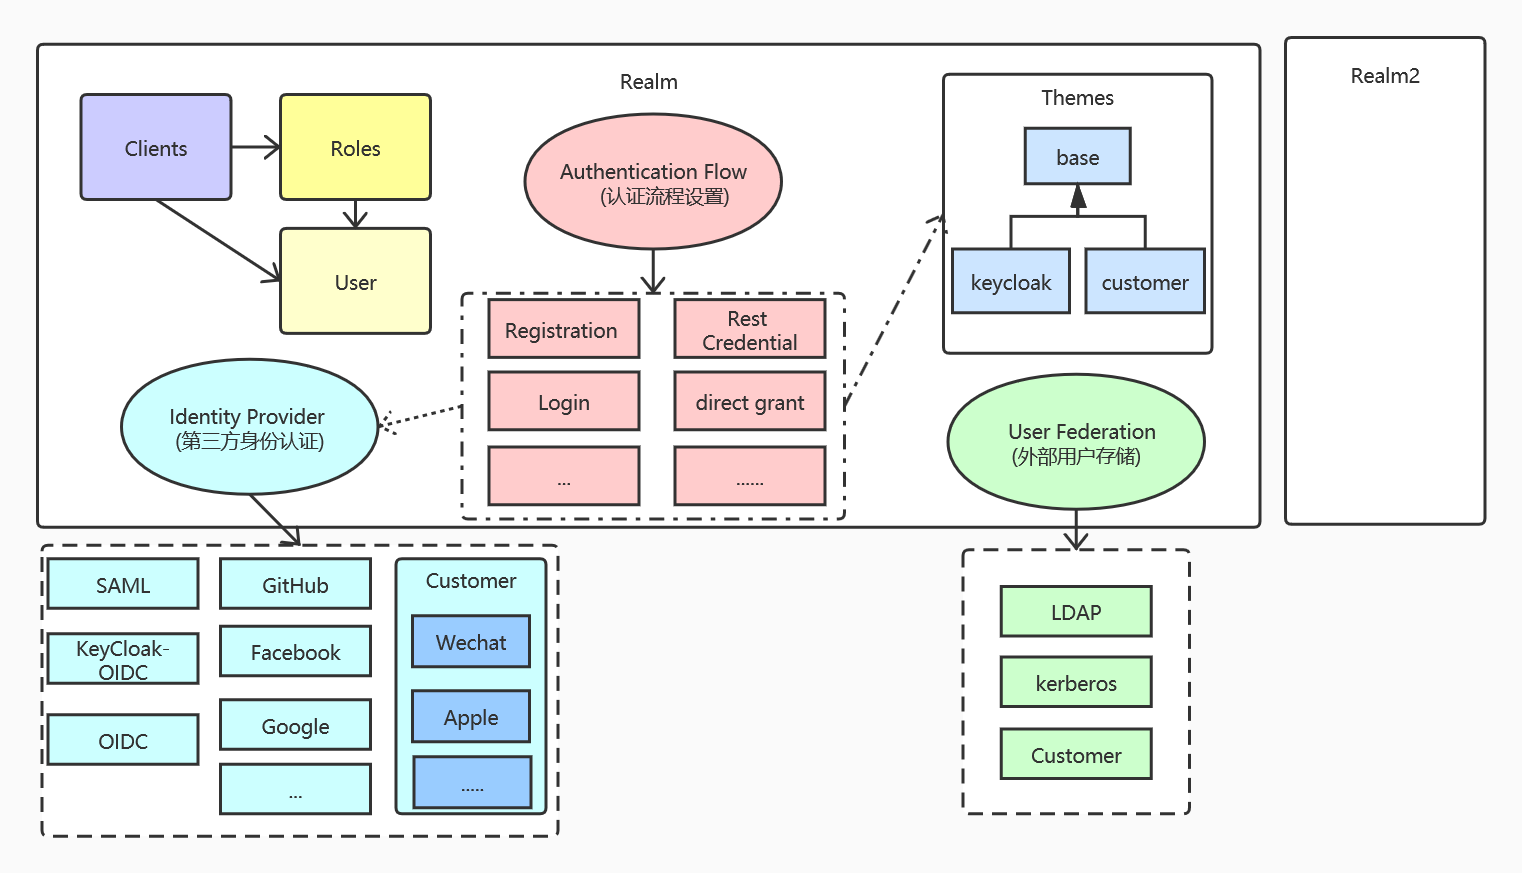 Realm
Realm2
Clients
Roles
User
Authentication Flow
(认证流程设置)
Themes
base
keycloak
customer
Registration
Rest
Credential
Login
direct grant
...
......
Identity Provider
(第三方身份认证)
User Federation
(外部用户存储)
SAML
KeyCloak-
OIDC
OIDC
GitHub
Facebook
Google
...
Customer
Wechat
Apple
.....
LDAP
kerberos
Customer